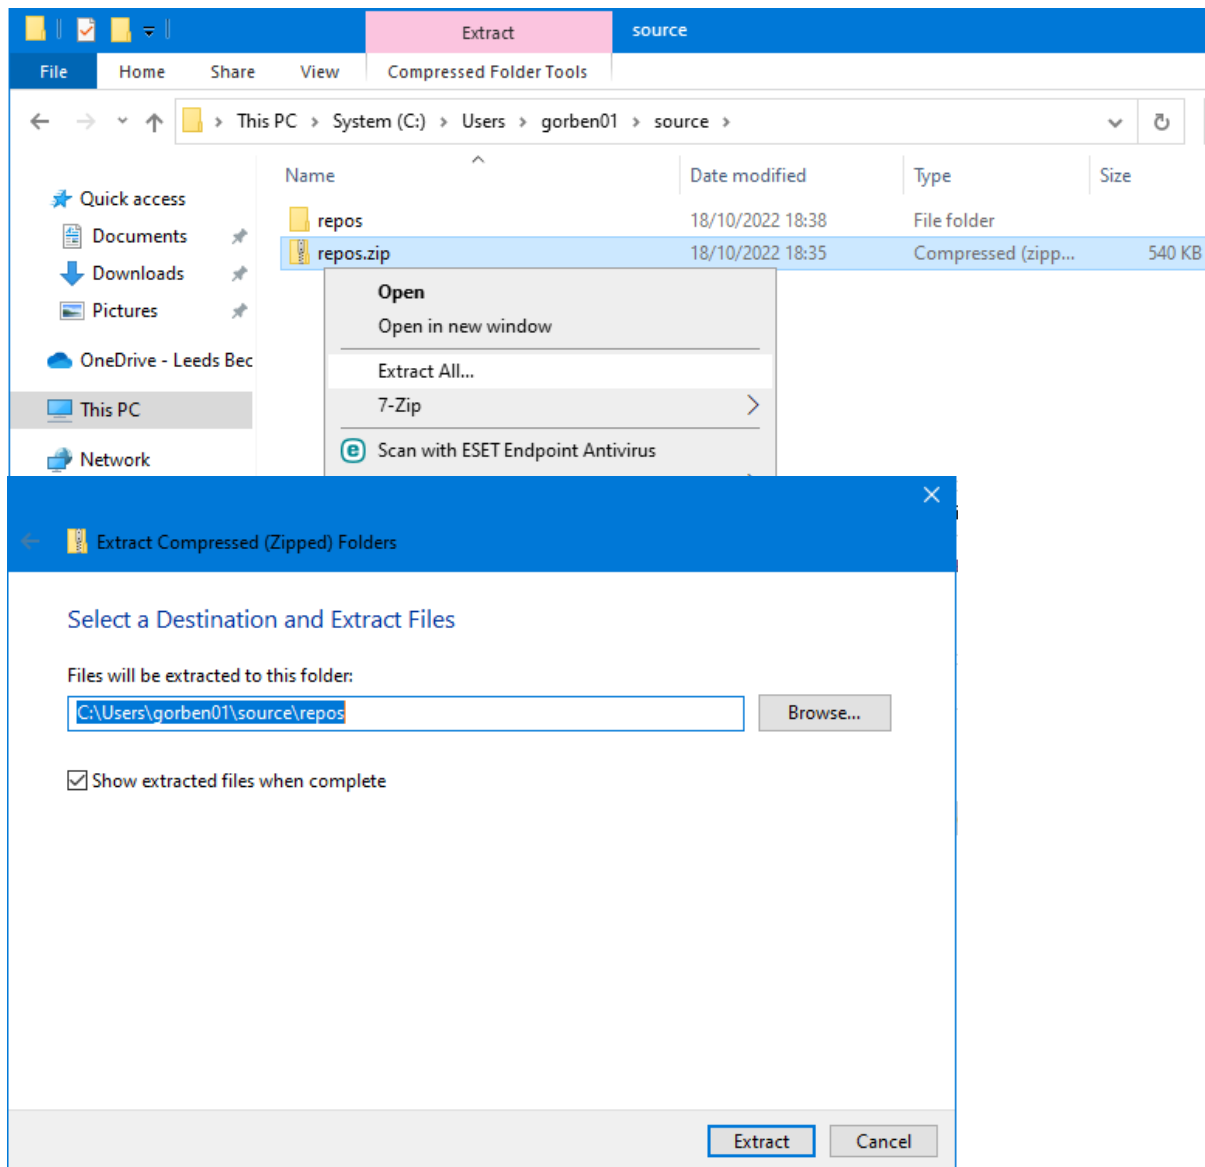 Extract source
File Home Share View Compressed Folder Tools
This PC > System (C:) > Users > gorben01 > source >
Name Date modified Type Size
Quick access
Documents
Downloads
Pictures
OneDrive - Leeds Bec
This PC
Network
repos 18/10/2022 18:38 File folder
repos.zip 18/10/2022 18:35 Compressed (zipp... 540 KB
Open
Open in new window
Extract All...
7-Zip
Scan with ESET Endpoint Antivirus
Extract Compressed (Zipped) Folders
Select a Destination and Extract Files
Files will be extracted to this folder:
C:\Users\gorben01\source\repos
Browse...
Show extracted files when complete
Extract Cancel